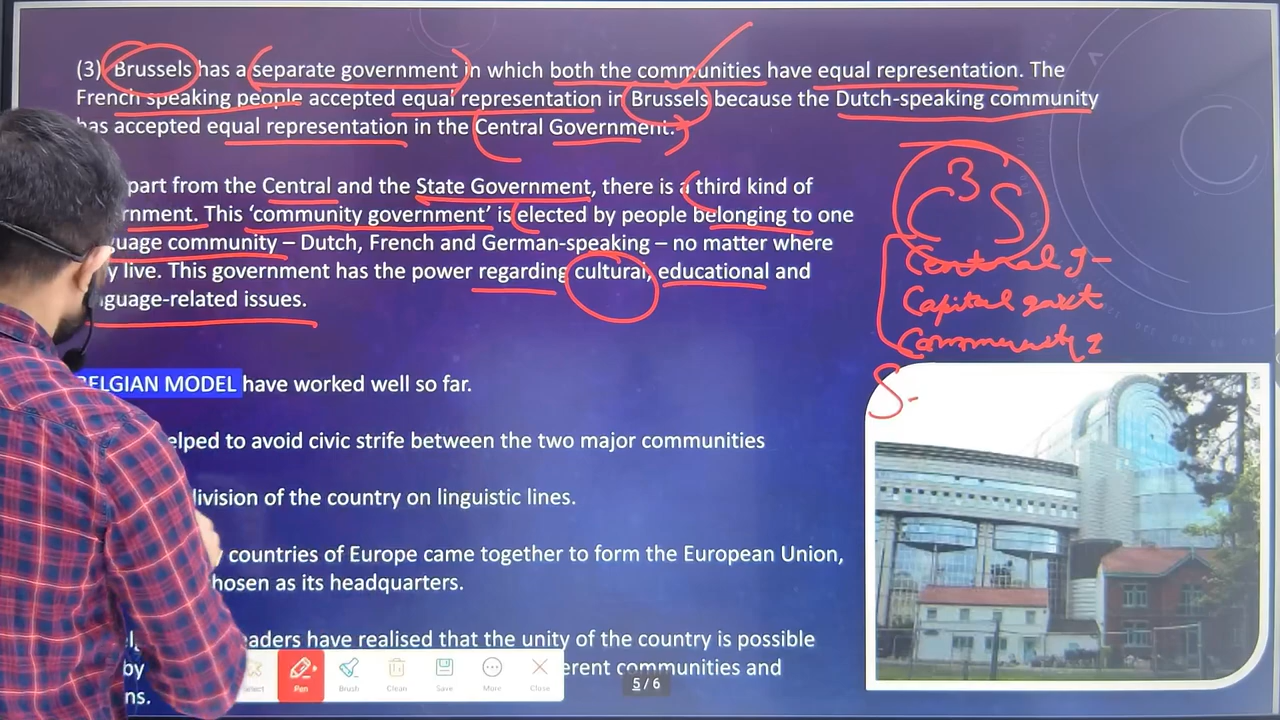 (3) Brussels has a separate government in which both the communities have equal representation. The
French speaking people accepted equal representation in Brussels because the Dutch-speaking community
has accepted equal representation in the Central Government.
part from the Central and the State Government, there is a third kind of
rnment. This ‘community government’ is elected by people belonging to one
guage community – Dutch, French and German-speaking – no matter where
y live. This government has the power regarding cultural, educational and
nguage-related issues.
3
CS
Central g-
Capital govt
Community g
S-
BELGIAN MODEL have worked well so far.
elped to avoid civic strife between the two major communities
division of the country on linguistic lines.
y countries of Europe came together to form the European Union,
hosen as its headquarters.
elg eaders have realised that the unity of the country is possible
by erent communities and
ns.
Select Pen Brush Clean Save More Close
5 / 6